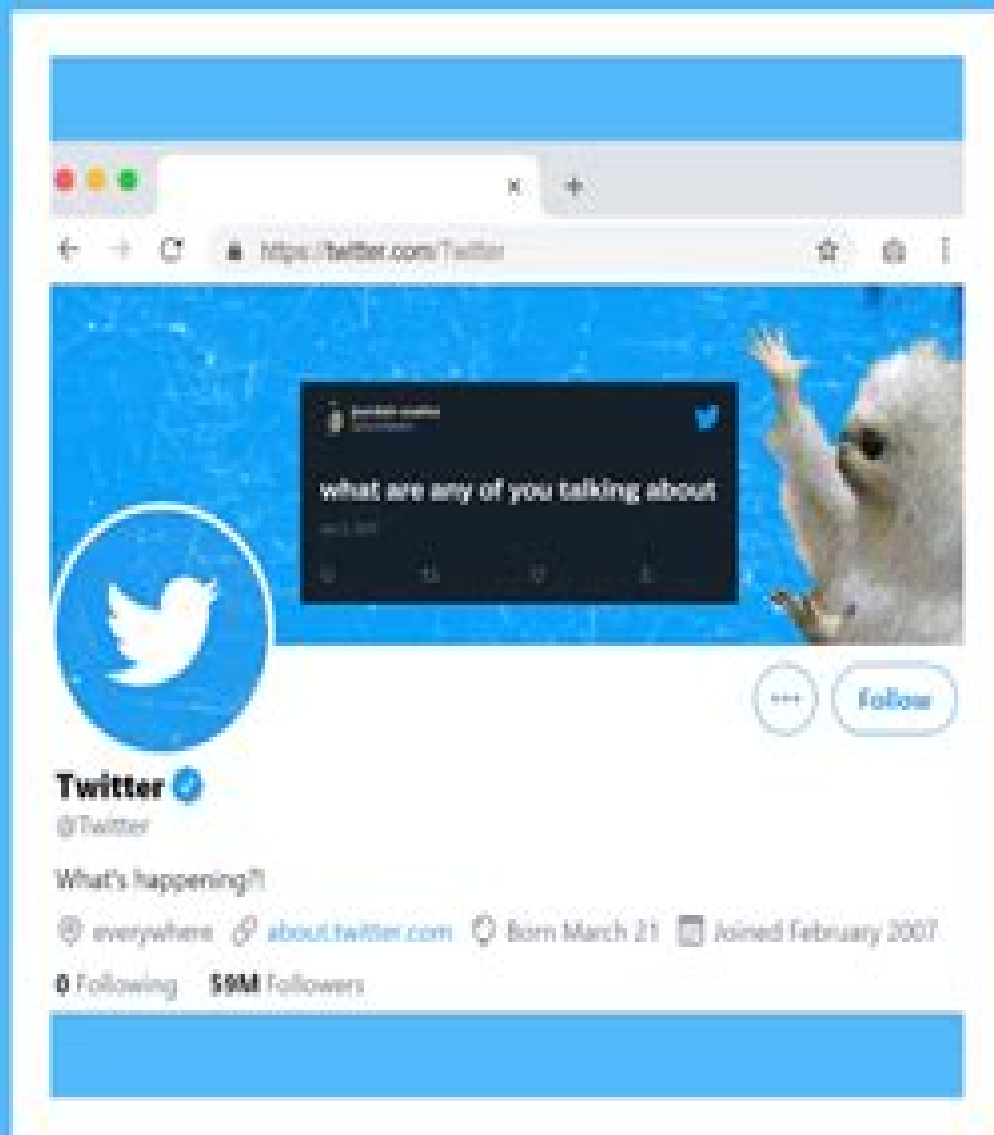 https://twitter.com/Twitter
what are any of you talking about
Follow
Twitter
@Twitter
What's happening?!
everywhere about.twitter.com Born March 21 Joined February 2007
0 Following 59M Followers